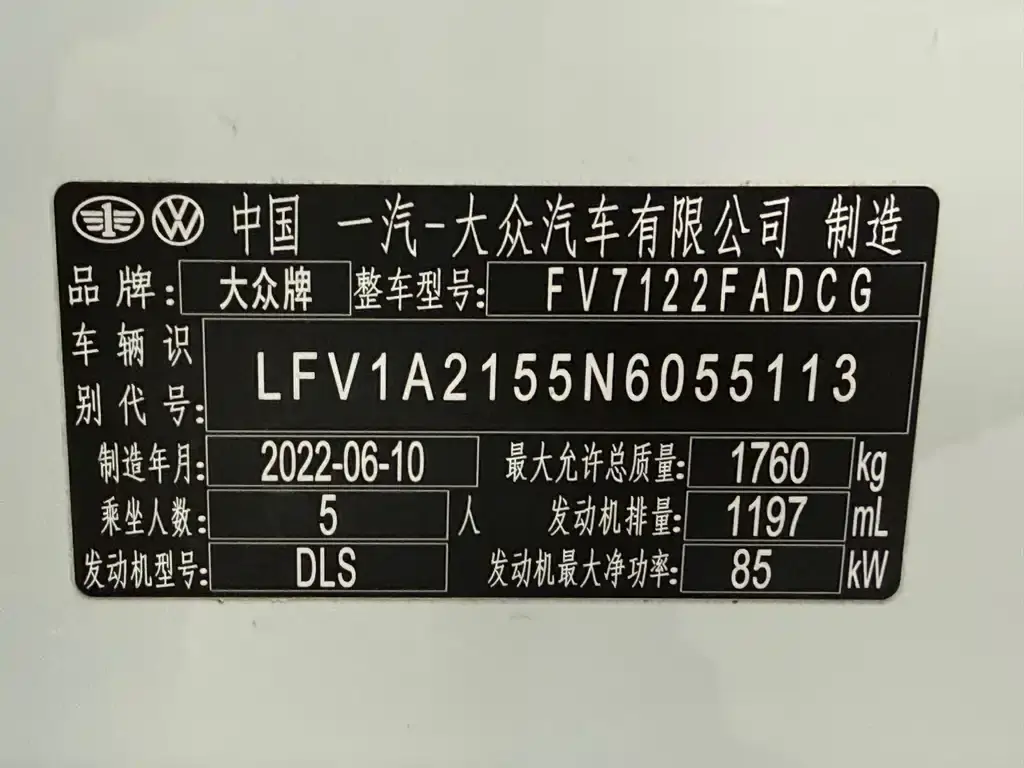 中国 一汽-大众汽车有限公司 制造
品牌: 大众牌 整车型号: FV7122FADCG
车辆识别代号: LFV1A2155N6055113
制造年月: 2022-06-10 最大允许总质量: 1760 kg
乘坐人数: 5 人 发动机排量: 1197 mL
发动机型号: DLS 发动机最大净功率: 85 kW